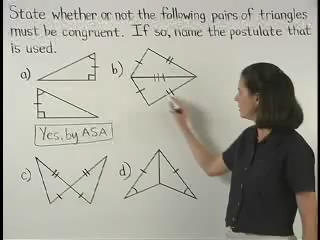 State whether or not the following pairs of triangles
must be congruent. If so, name the postulate that
is used.
a)
b)
Yes, by ASA
c)
d)